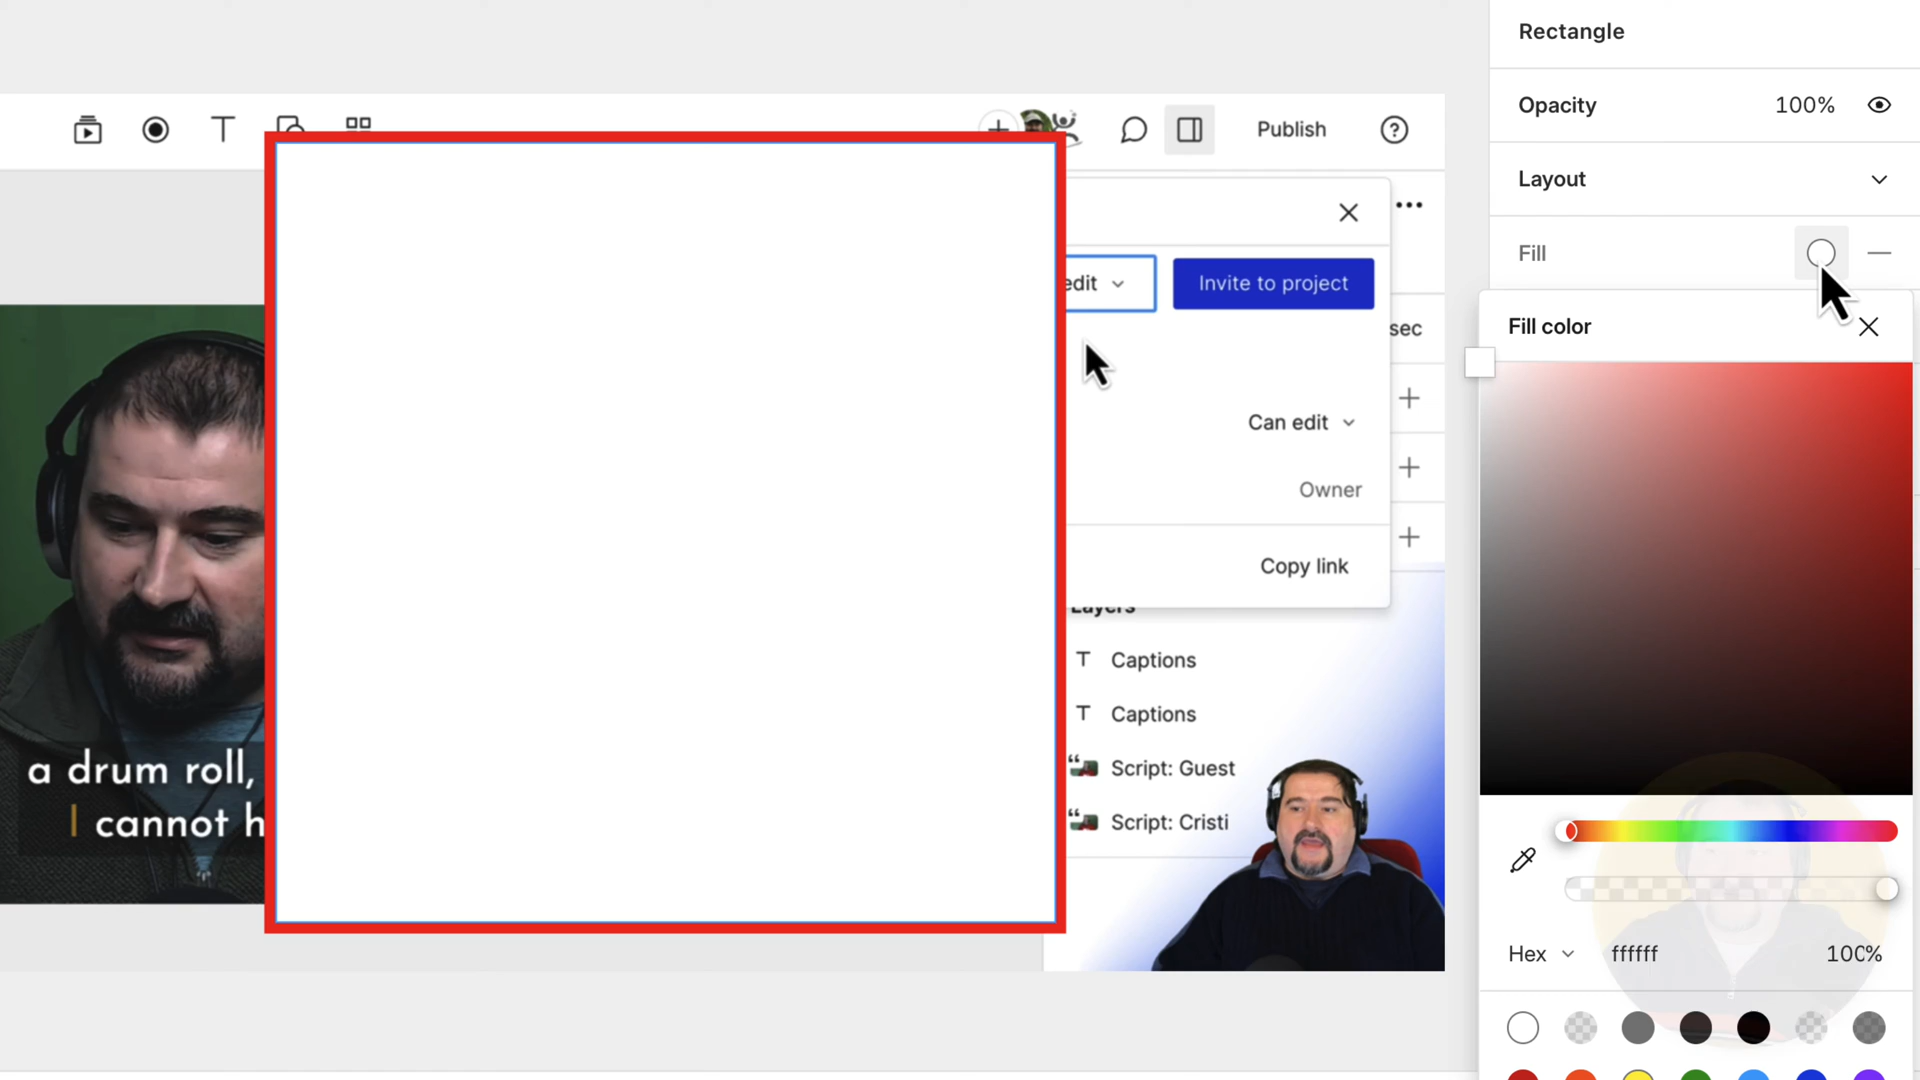 Rectangle
Opacity 100%
Layout
Fill
Fill color
Hex ffffff 100%
T
Publish
edit
Invite to project
sec
Can edit
Owner
Copy link
Layers
T Captions
T Captions
Script: Guest
Script: Cristi
a drum roll,
I cannot h